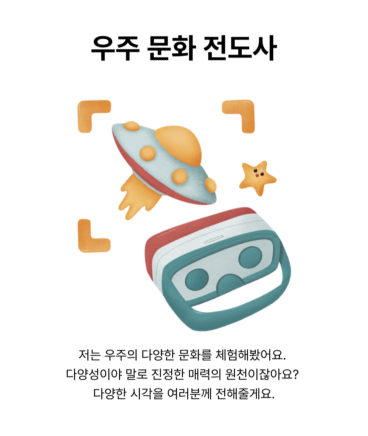 우주 문화 전도사
저는 우주의 다양한 문화를 체험해봤어요.
다양성이야 말로 진정한 매력의 원천이잖아요?
다양한 시각을 여러분께 전해줄게요.